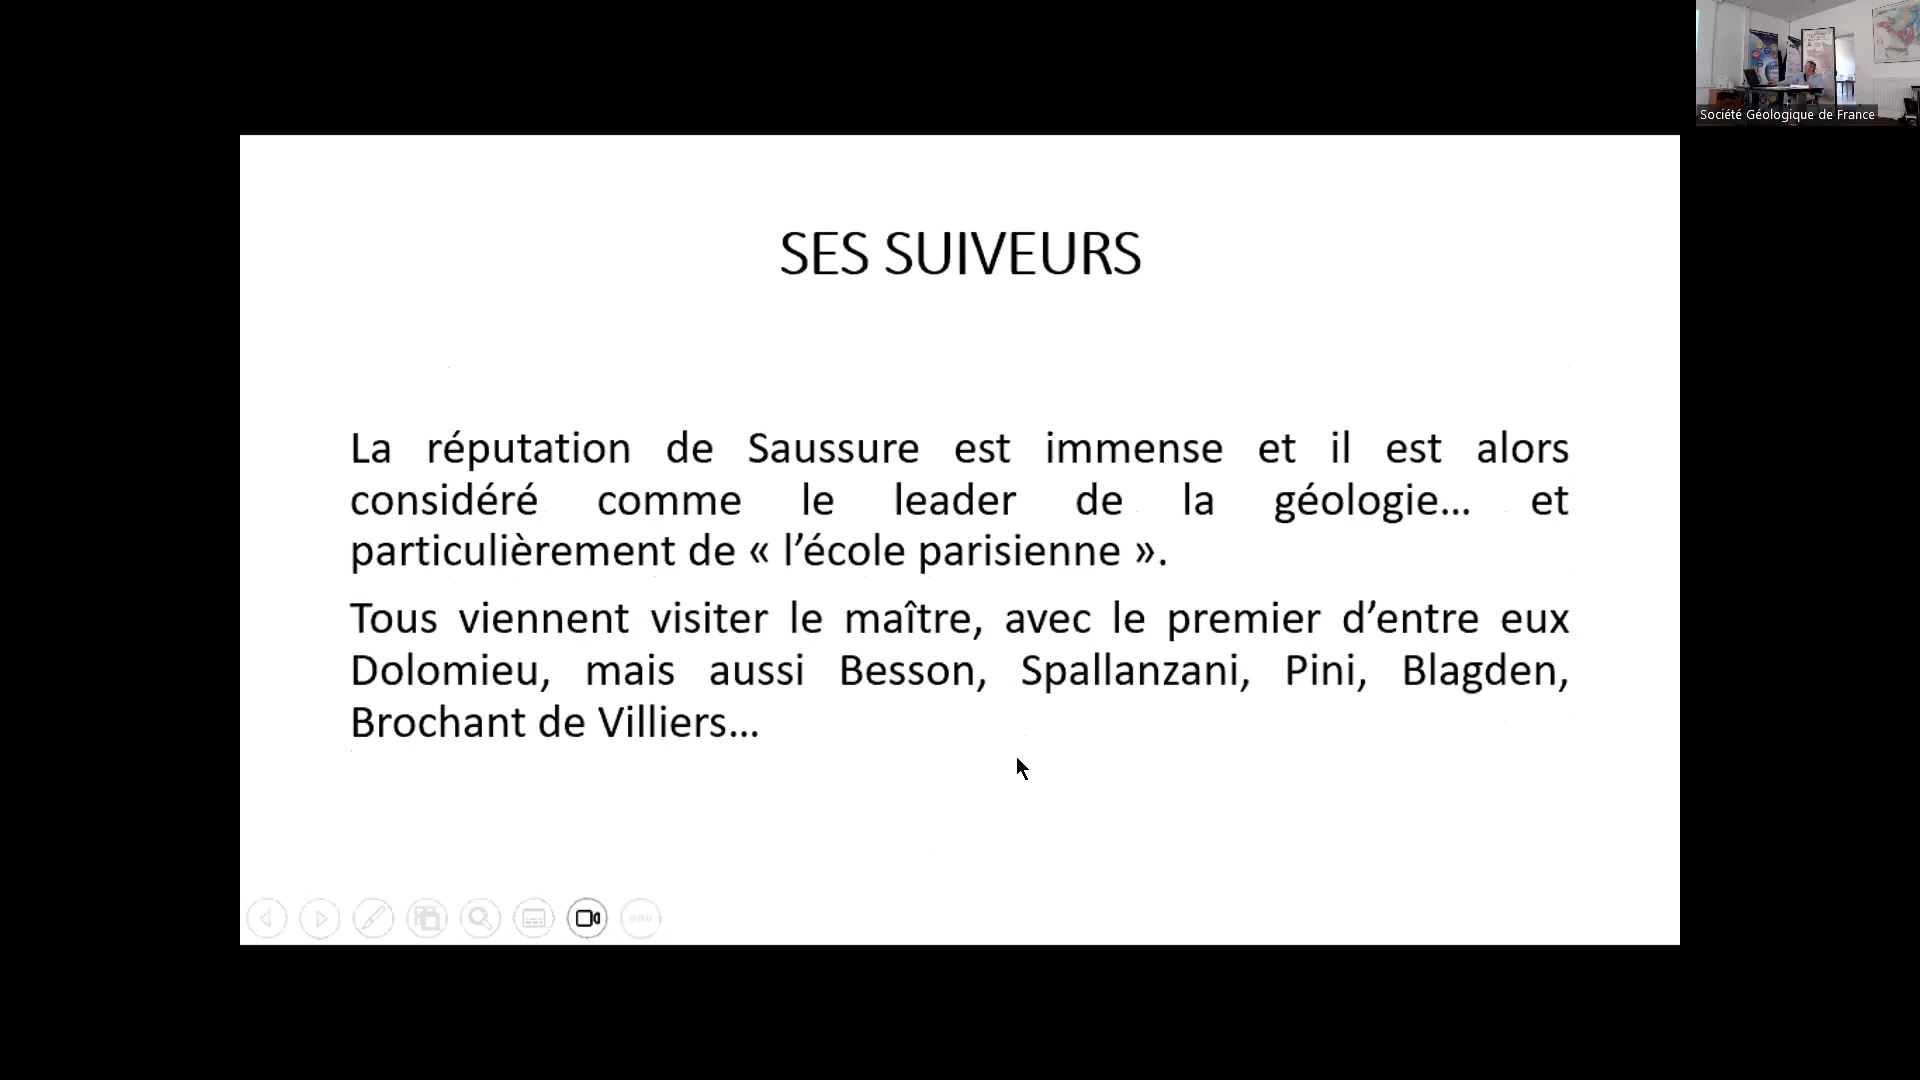 Société Géologique de France
SES SUIVEURS
La réputation de Saussure est immense et il est alors
considéré comme le leader de la géologie... et
particulièrement de « l’école parisienne ».
Tous viennent visiter le maître, avec le premier d’entre eux
Dolomieu, mais aussi Besson, Spallanzani, Pini, Blagden,
Brochant de Villiers...